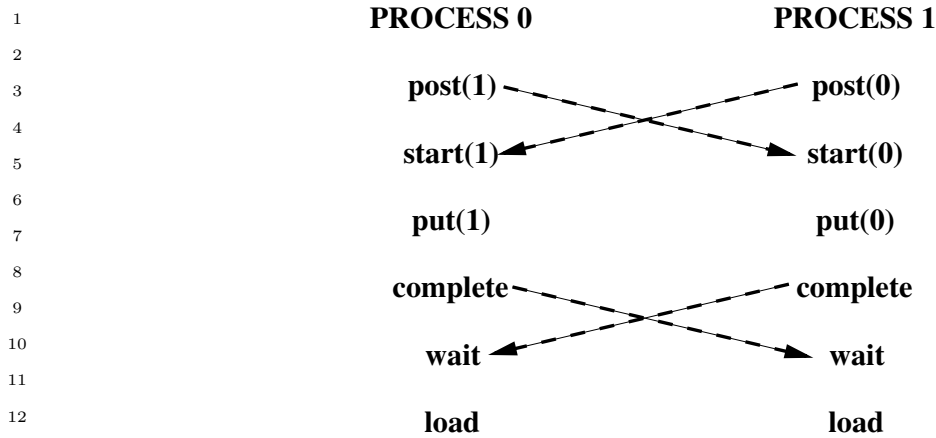 1 PROCESS 0 PROCESS 1
2
3 post(1) post(0)
4
5 start(1) start(0)
6
7 put(1) put(0)
8 complete complete
9
10 wait wait
11
12 load load